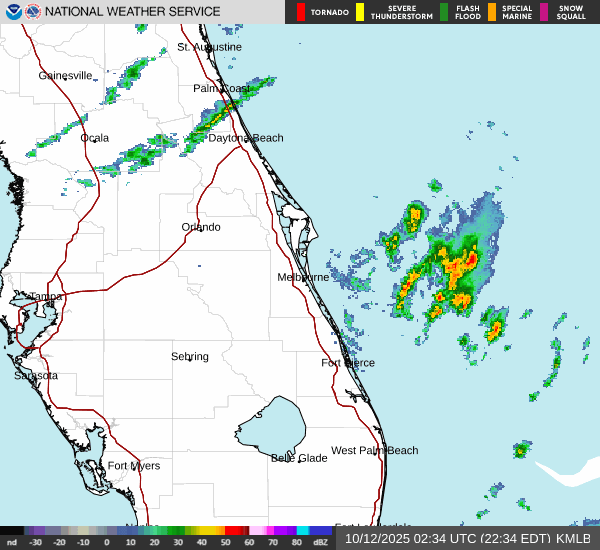 NATIONAL WEATHER SERVICE
TORNADO
SEVERE THUNDERSTORM
FLASH FLOOD
SPECIAL MARINE
SNOW SQUALL
St. Augustine
Gainesville
Palm Coast
Ocala
Daytona Beach
Orlando
Melbourne
Tampa
Sebring
Fort Pierce
Sarasota
West Palm Beach
Belle Glade
Fort Myers
nd -30 -20 -10 0 10 20 30 40 50 60 70 80 dBZ
10/12/2025 02:34 UTC (22:34 EDT) KMLB